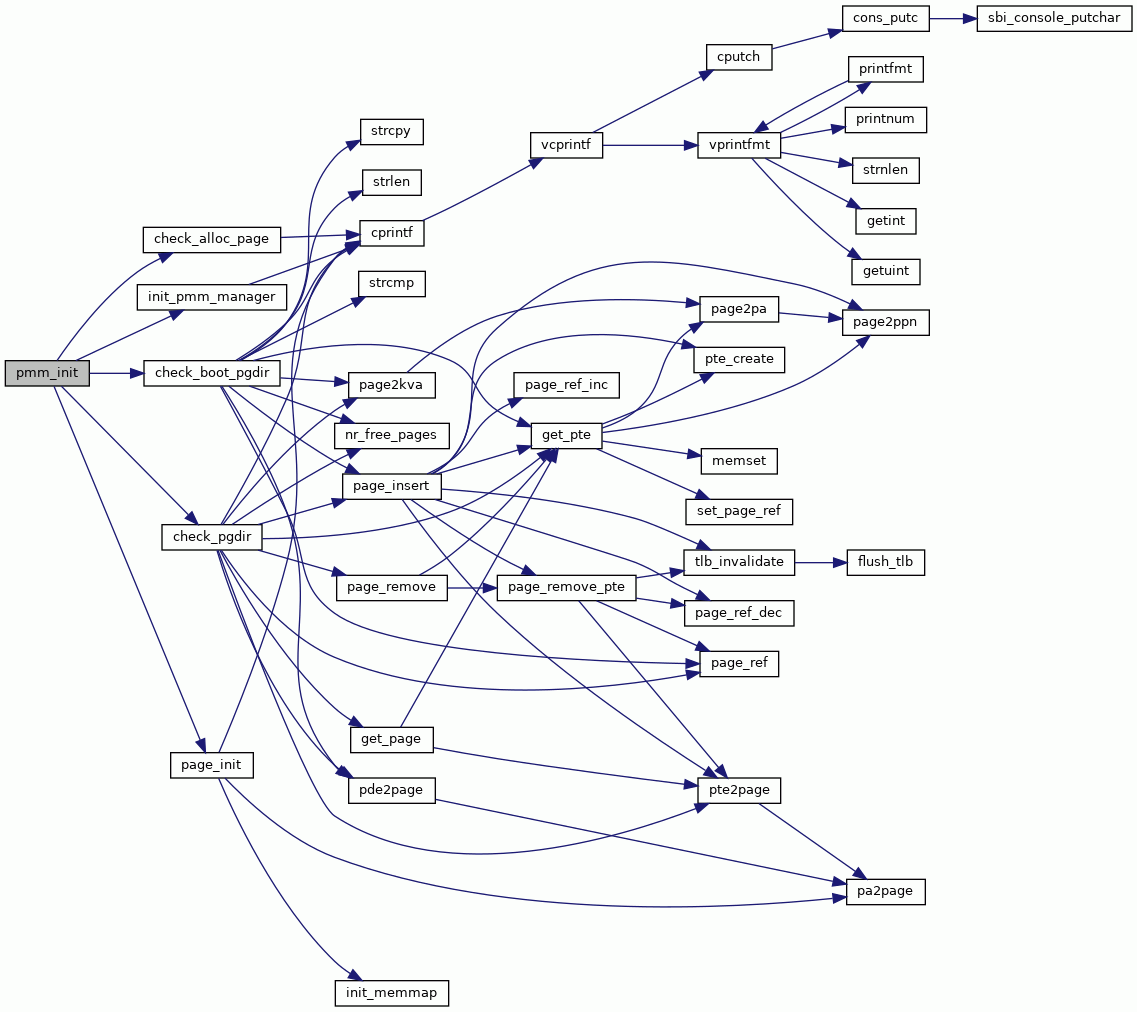 pmm_init
check_alloc_page
init_pmm_manager
check_boot_pgdir
check_pgdir
page_init
strcpy
strlen
cprintf
strcmp
page2kva
nr_free_pages
page_insert
page_remove
get_page
pde2page
init_memmap
vcprintf
page_ref_inc
get_pte
page_remove_pte
cputch
vprintfmt
page2pa
pte_create
memset
set_page_ref
tlb_invalidate
page_ref_dec
page_ref
pte2page
cons_putc
printfmt
printnum
strnlen
getint
getuint
page2ppn
flush_tlb
pa2page
sbi_console_putchar